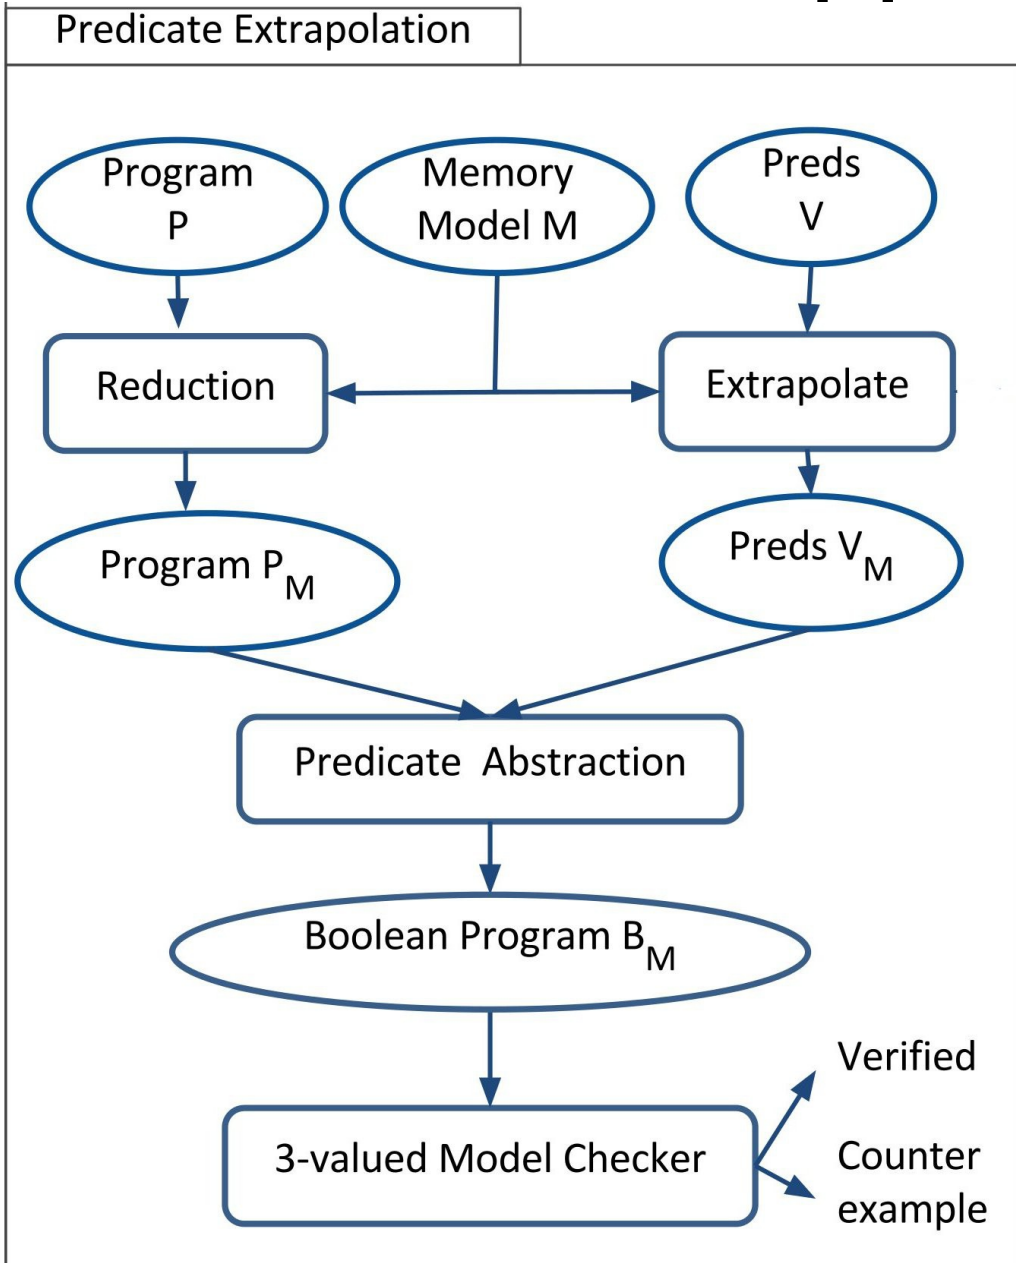 Predicate Extrapolation
Program
P
Memory
Model M
Preds
V
Reduction
Extrapolate
Program P_M
Preds V_M
Predicate Abstraction
Boolean Program B_M
3-valued Model Checker
Verified
Counter
example